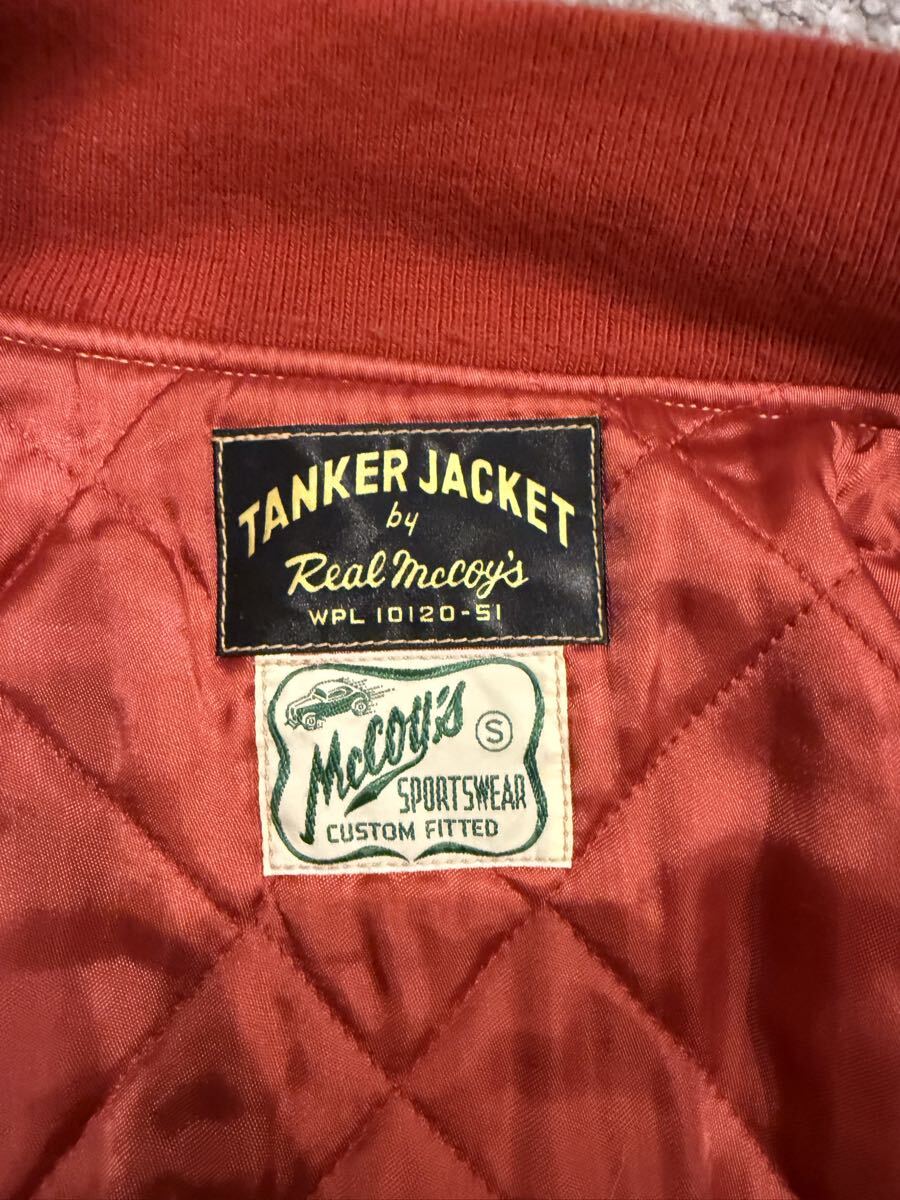 TANKER JACKET
by
Real McCoy's
WPL 10120-51
McCoy's
S
SPORTSWEAR
CUSTOM FITTED